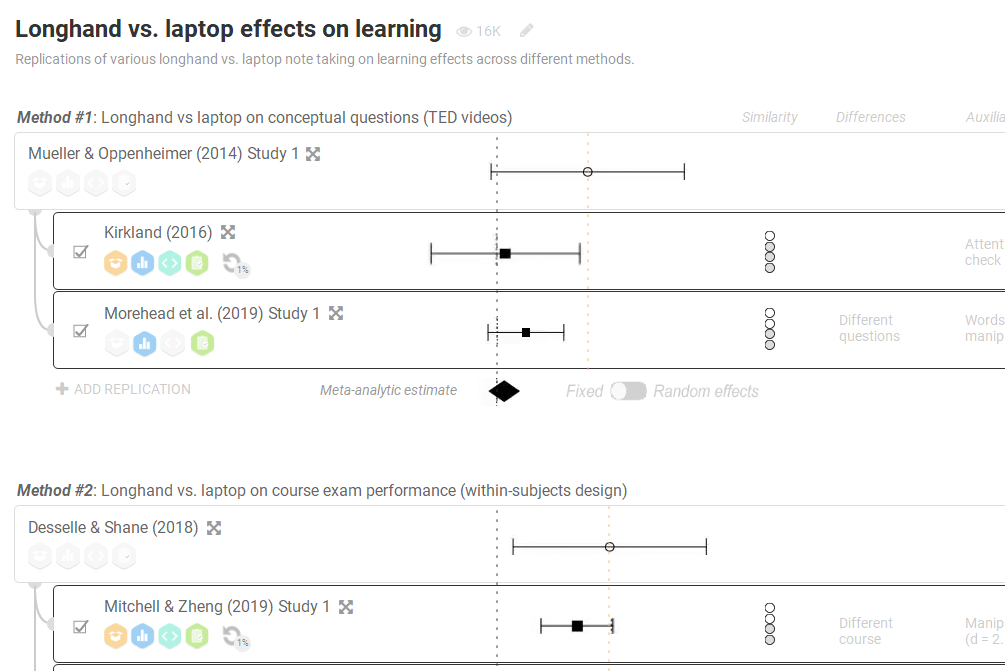 Longhand vs. laptop effects on learning 16K
Replications of various longhand vs. laptop note taking on learning effects across different methods.
Method #1: Longhand vs laptop on conceptual questions (TED videos) Similarity Differences Auxilia
Mueller & Oppenheimer (2014) Study 1
Kirkland (2016)
Attent
check
1%
Morehead et al. (2019) Study 1
Different
questions
Words
manip
ADD REPLICATION Meta-analytic estimate Fixed Random effects
Method #2: Longhand vs. laptop on course exam performance (within-subjects design)
Desselle & Shane (2018)
Mitchell & Zheng (2019) Study 1
Different
course
Manip
(d = 2.
1%